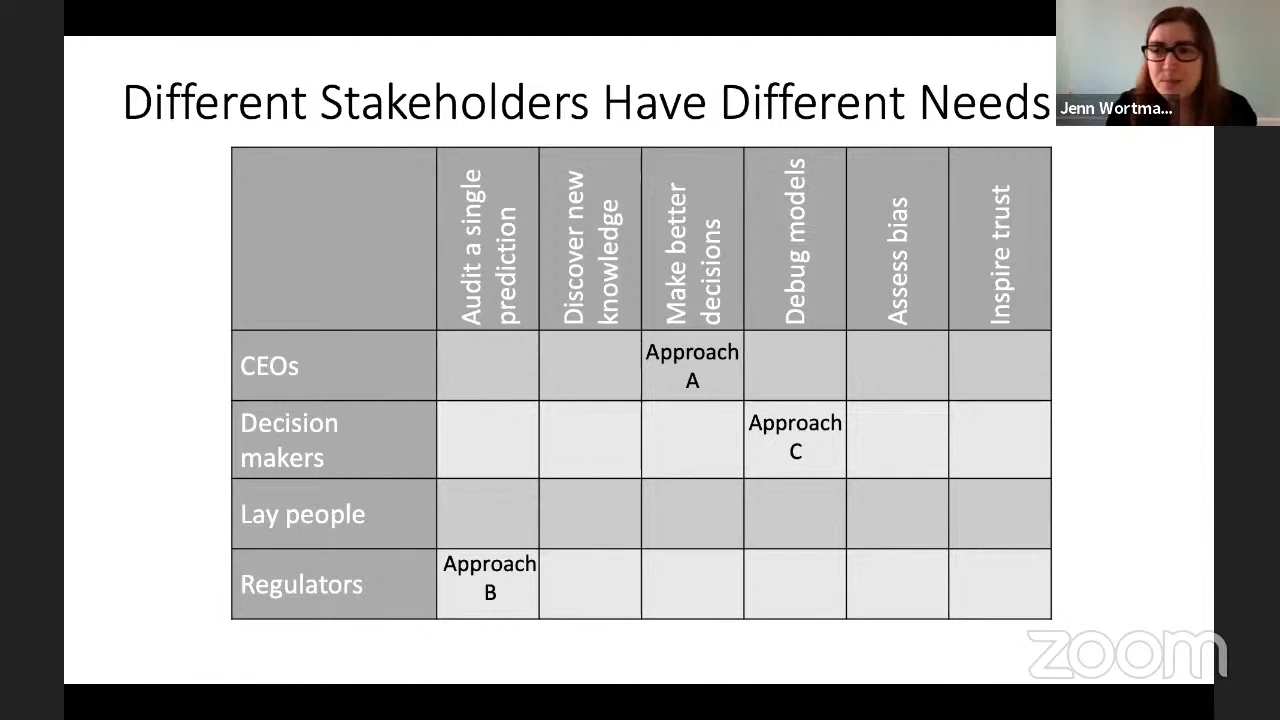 Different Stakeholders Have Different Needs
Jenn Wortma...
Audit a single
prediction
Discover new
knowledge
Make better
decisions
Debug models
Assess bias
Inspire trust
CEOs
Approach
A
Decision
makers
Approach
C
Lay people
Regulators
Approach
B
zoom